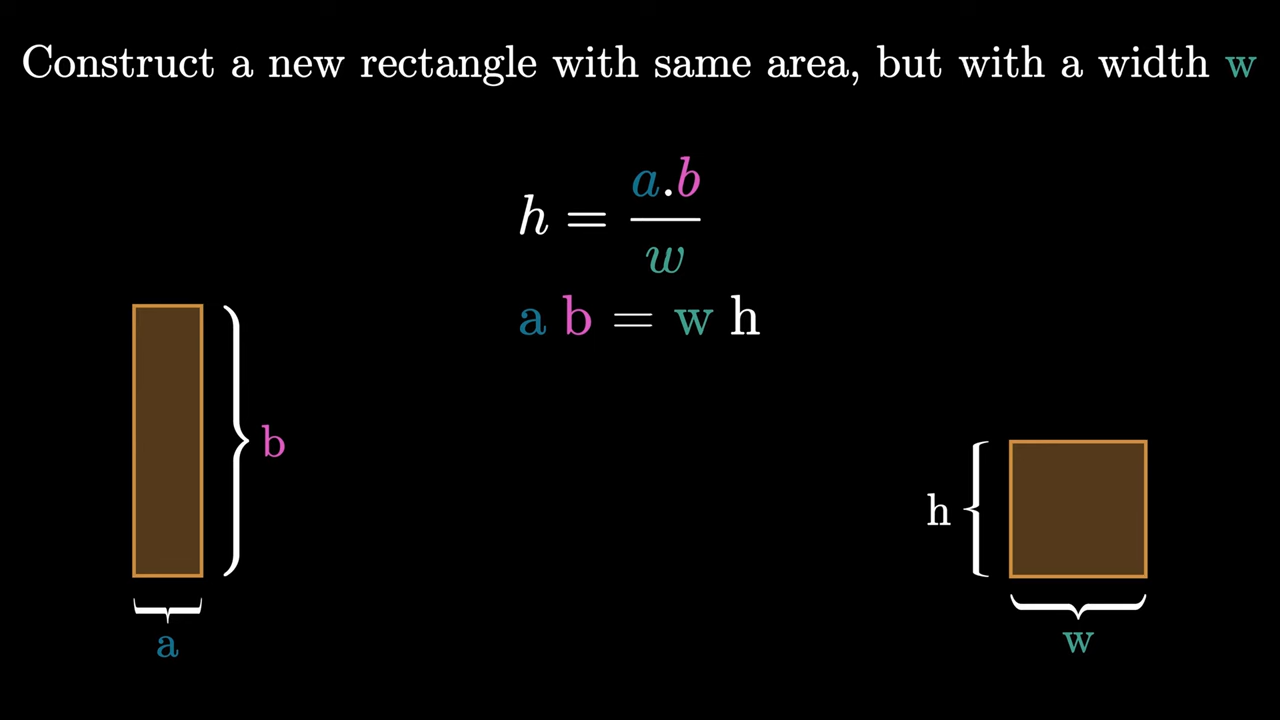 Construct a new rectangle with same area, but with a width w
h = a.b / w
a b = w h
b
a
h
w